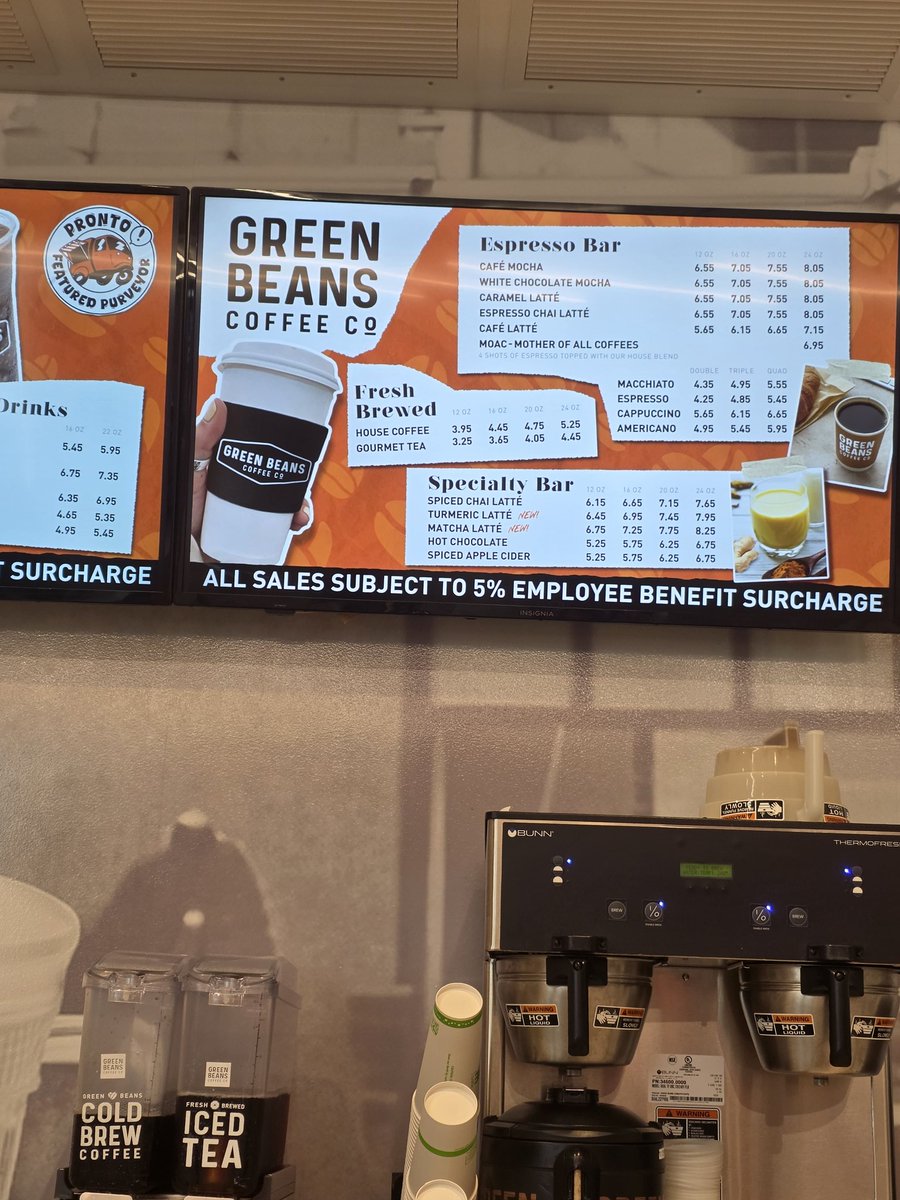 PRONTO!
FEATURED PURVEYOR
Drinks
16 OZ 22 OZ
5.45 5.95
6.75 7.35
6.35 6.95
4.65 5.35
4.95 5.45
T SURCHARGE
GREEN
BEANS
COFFEE Co
GREEN BEANS
COFFEE CO
Espresso Bar
12 OZ 16 OZ 20 OZ 24 OZ
CAFÉ MOCHA 6.55 7.05 7.55 8.05
WHITE CHOCOLATE MOCHA 6.55 7.05 7.55 8.05
CARAMEL LATTÉ 6.55 7.05 7.55 8.05
ESPRESSO CHAI LATTÉ 6.55 7.05 7.55 8.05
CAFÉ LATTÉ 5.65 6.15 6.65 7.15
MOAC - MOTHER OF ALL COFFEES 6.95
4 SHOTS OF ESPRESSO TOPPED WITH OUR HOUSE BLEND
DOUBLE TRIPLE QUAD
MACCHIATO 4.35 4.95 5.55
ESPRESSO 4.25 4.85 5.45
CAPPUCCINO 5.65 6.15 6.65
AMERICANO 4.95 5.45 5.95
Fresh
Brewed
12 OZ 16 OZ 20 OZ 24 OZ
HOUSE COFFEE 3.95 4.45 4.75 5.25
GOURMET TEA 3.25 3.65 4.05 4.45
GREEN
BEANS
COFFEE CO
Specialty Bar
12 OZ 16 OZ 20 OZ 24 OZ
SPICED CHAI LATTÉ 6.15 6.65 7.15 7.65
TURMERIC LATTÉ NEW! 6.45 6.95 7.45 7.95
MATCHA LATTÉ NEW! 6.75 7.25 7.75 8.25
HOT CHOCOLATE 5.25 5.75 6.25 6.75
SPICED APPLE CIDER 5.25 5.75 6.25 6.75
ALL SALES SUBJECT TO 5% EMPLOYEE BENEFIT SURCHARGE
INSIGNIA
BUNN
THERMOFRES
BREW
BREW
WARNING
HOT
LIQUID
WARNING
SLOWLY
WARNING
HOT
LIQUID
SLOWLY
BUNN
WARNING
GREEN
BEANS
COFFEE CO
GREEN BEANS
COLD
BREW
COFFEE
GREEN
BEANS
COFFEE CO
FRESH BREWED
ICED
TEA